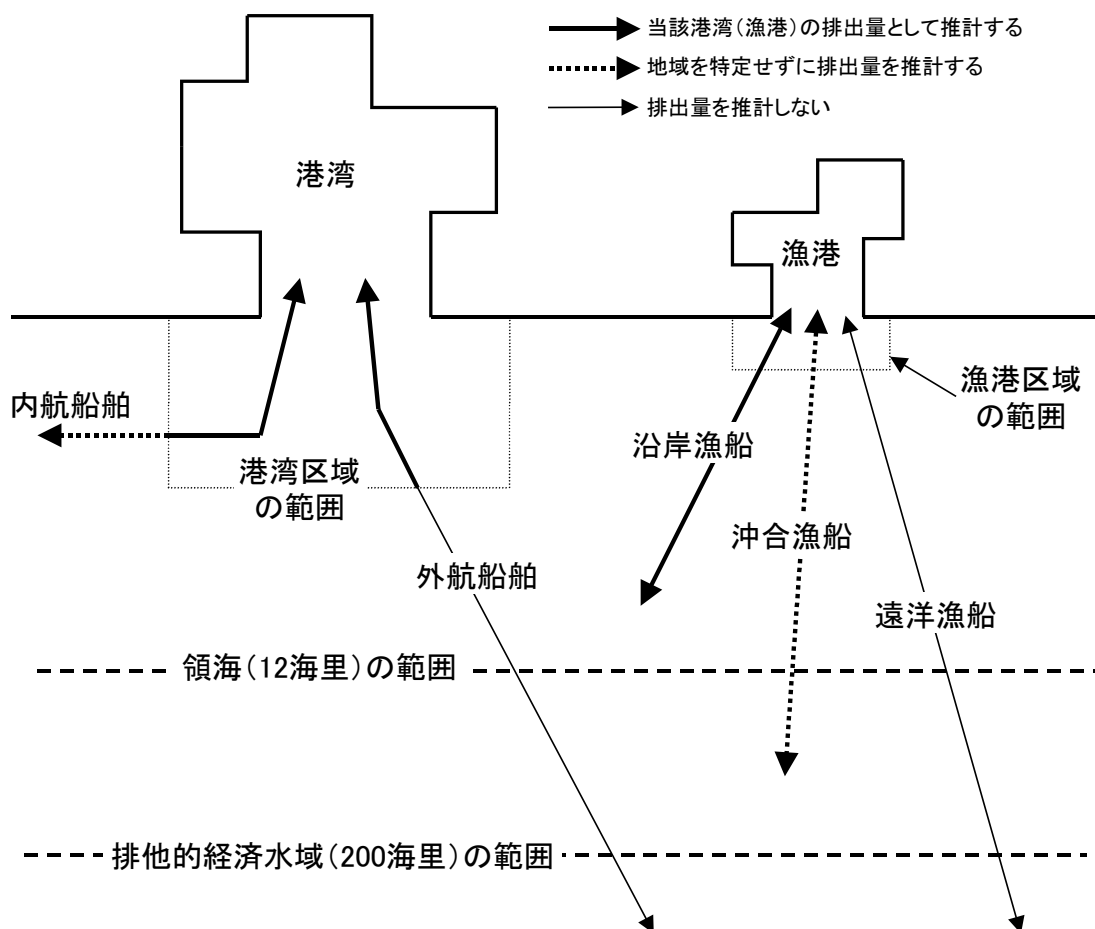 当該港湾(漁港)の排出量として推計する
地域を特定せずに排出量を推計する
排出量を推計しない
港湾
漁港
内航船舶
港湾区域
の範囲
漁港区域
の範囲
沿岸漁船
沖合漁船
外航船舶
遠洋漁船
領海(12海里)の範囲
排他的経済水域(200海里)の範囲